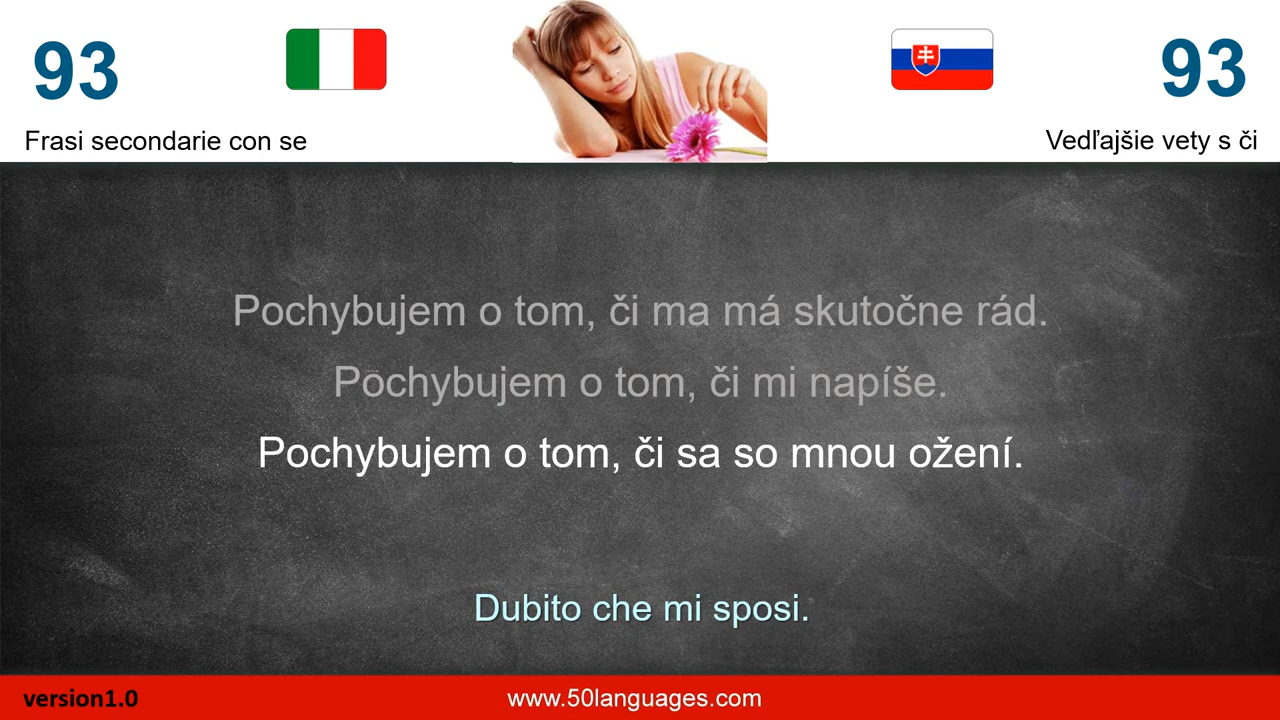 93
93
Frasi secondarie con se
Vedľajšie vety s či
Pochybujem o tom, či ma má skutočne rád.
Pochybujem o tom, či mi napíše.
Pochybujem o tom, či sa so mnou ožení.
Dubito che mi sposi.
version1.0
www.50languages.com